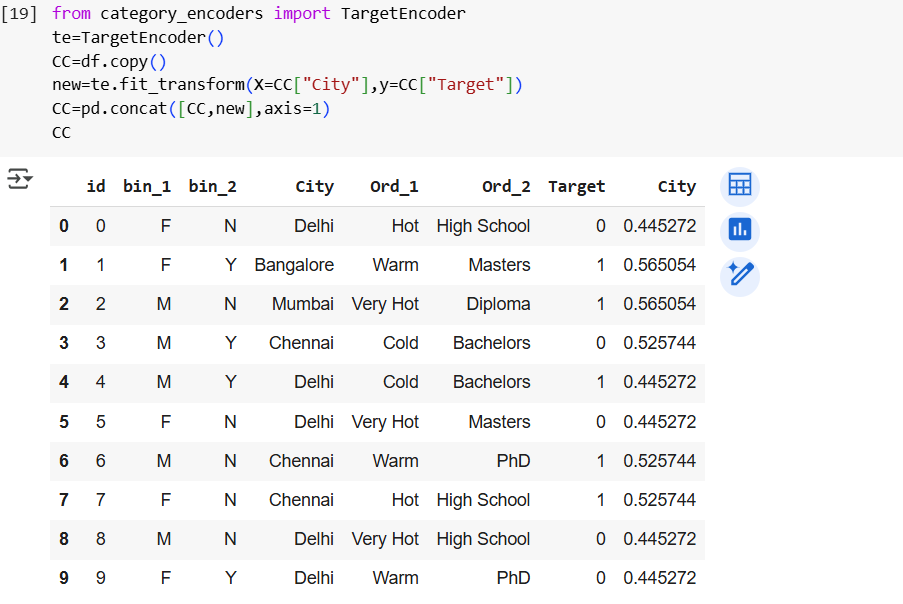 [19] from category_encoders import TargetEncoder
te=TargetEncoder()
CC=df.copy()
new=te.fit_transform(X=CC["City"],y=CC["Target"])
CC=pd.concat([CC,new],axis=1)
CC
id bin_1 bin_2 City Ord_1 Ord_2 Target City
0 0 F N Delhi Hot High School 0 0.445272
1 1 F Y Bangalore Warm Masters 1 0.565054
2 2 M N Mumbai Very Hot Diploma 1 0.565054
3 3 M Y Chennai Cold Bachelors 0 0.525744
4 4 M Y Delhi Cold Bachelors 1 0.445272
5 5 F N Delhi Very Hot Masters 0 0.445272
6 6 M N Chennai Warm PhD 1 0.525744
7 7 F N Chennai Hot High School 1 0.525744
8 8 M N Delhi Very Hot High School 0 0.445272
9 9 F Y Delhi Warm PhD 0 0.445272